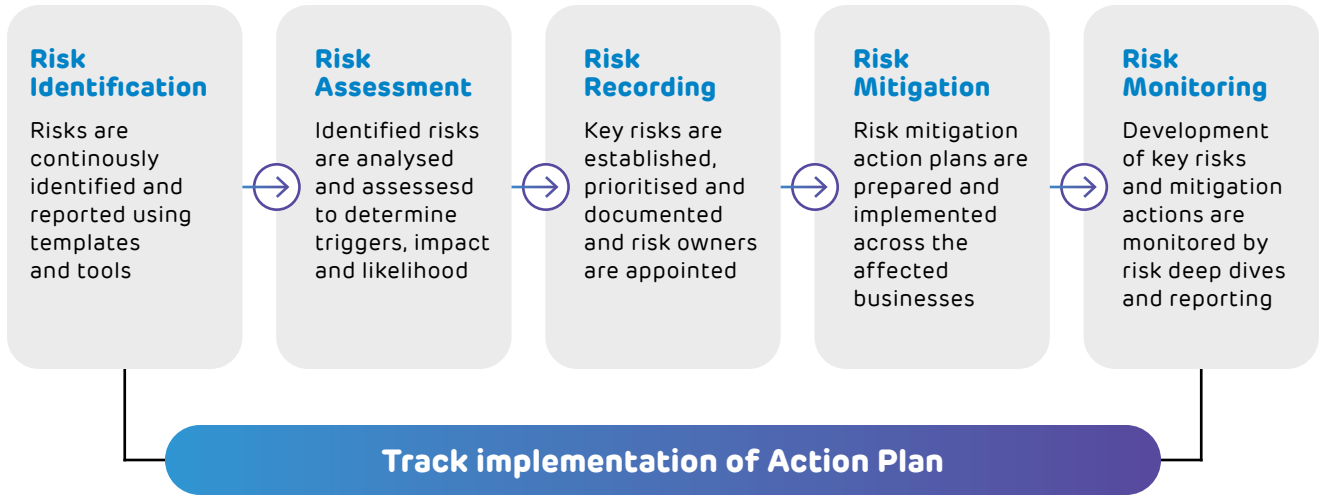 Risk
Identification
Risks are
continously
identified and
reported using
templates
and tools
Risk
Assessment
Identified risks
are analysed
and assessesd
to determine
triggers, impact
and likelihood
Risk
Recording
Key risks are
established,
prioritised and
documented
and risk owners
are appointed
Risk
Mitigation
Risk mitigation
action plans are
prepared and
implemented
across the
affected
businesses
Risk
Monitoring
Development
of key risks
and mitigation
actions are
monitored by
risk deep dives
and reporting
Track implementation of Action Plan